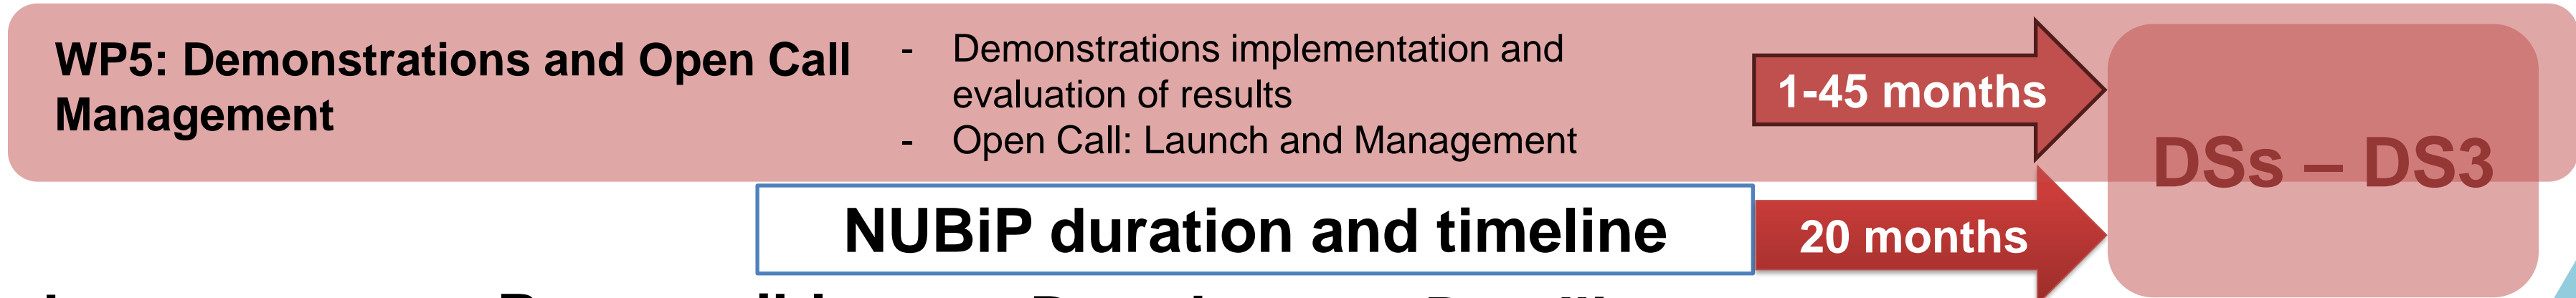 WP5: Demonstrations and Open Call
Management
- Demonstrations implementation and
evaluation of results
- Open Call: Launch and Management
1-45 months
DSs – DS3
NUBiP duration and timeline
20 months